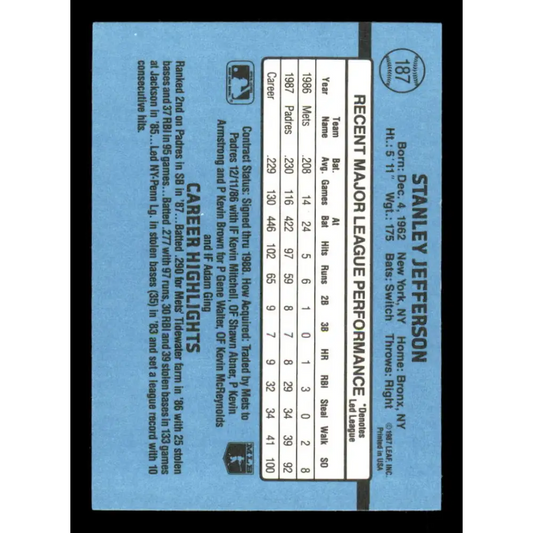 187
STANLEY JEFFERSON
©1987 LEAF, INC.
Printed in USA
Born: Dec. 4, 1962 New York, NY Home: Bronx, NY
Ht.: 5'11" Wgt.: 175 Bats: Switch Throws: Right
RECENT MAJOR LEAGUE PERFORMANCE *Denotes Led League
Year Team Name Bat. Avg. Games At Bat Hits Runs 2B 3B HR RBI Steal Walk SO
1986 Mets .208 14 24 5 6 1 0 1 3 0 2 8
1987 Padres .230 116 422 97 59 8 7 8 29 34 39 92
Career .229 130 446 102 65 9 7 9 32 34 41 100
Contract Status: Signed thru 1988. How Acquired: Traded by Mets to
Padres 12/11/86 with IF Kevin Mitchell, OF Shawn Abner, P Kevin
Armstrong and P Kevin Brown for P Gene Walter, OF Kevin McReynolds
and IF Adam Ging
CAREER HIGHLIGHTS
Ranked 2nd on Padres in SB in '87...Batted .290 for Mets' Tidewater farm in '86 with 25 stolen
bases and 37 RBI in 95 games...Batted .277 with 97 runs, 30 RBI and 39 stolen bases in 133 games
at Jackson in '85...Led NY-Penn Lg. in stolen bases (35) in '83 and set a league record with 10
consecutive hits.